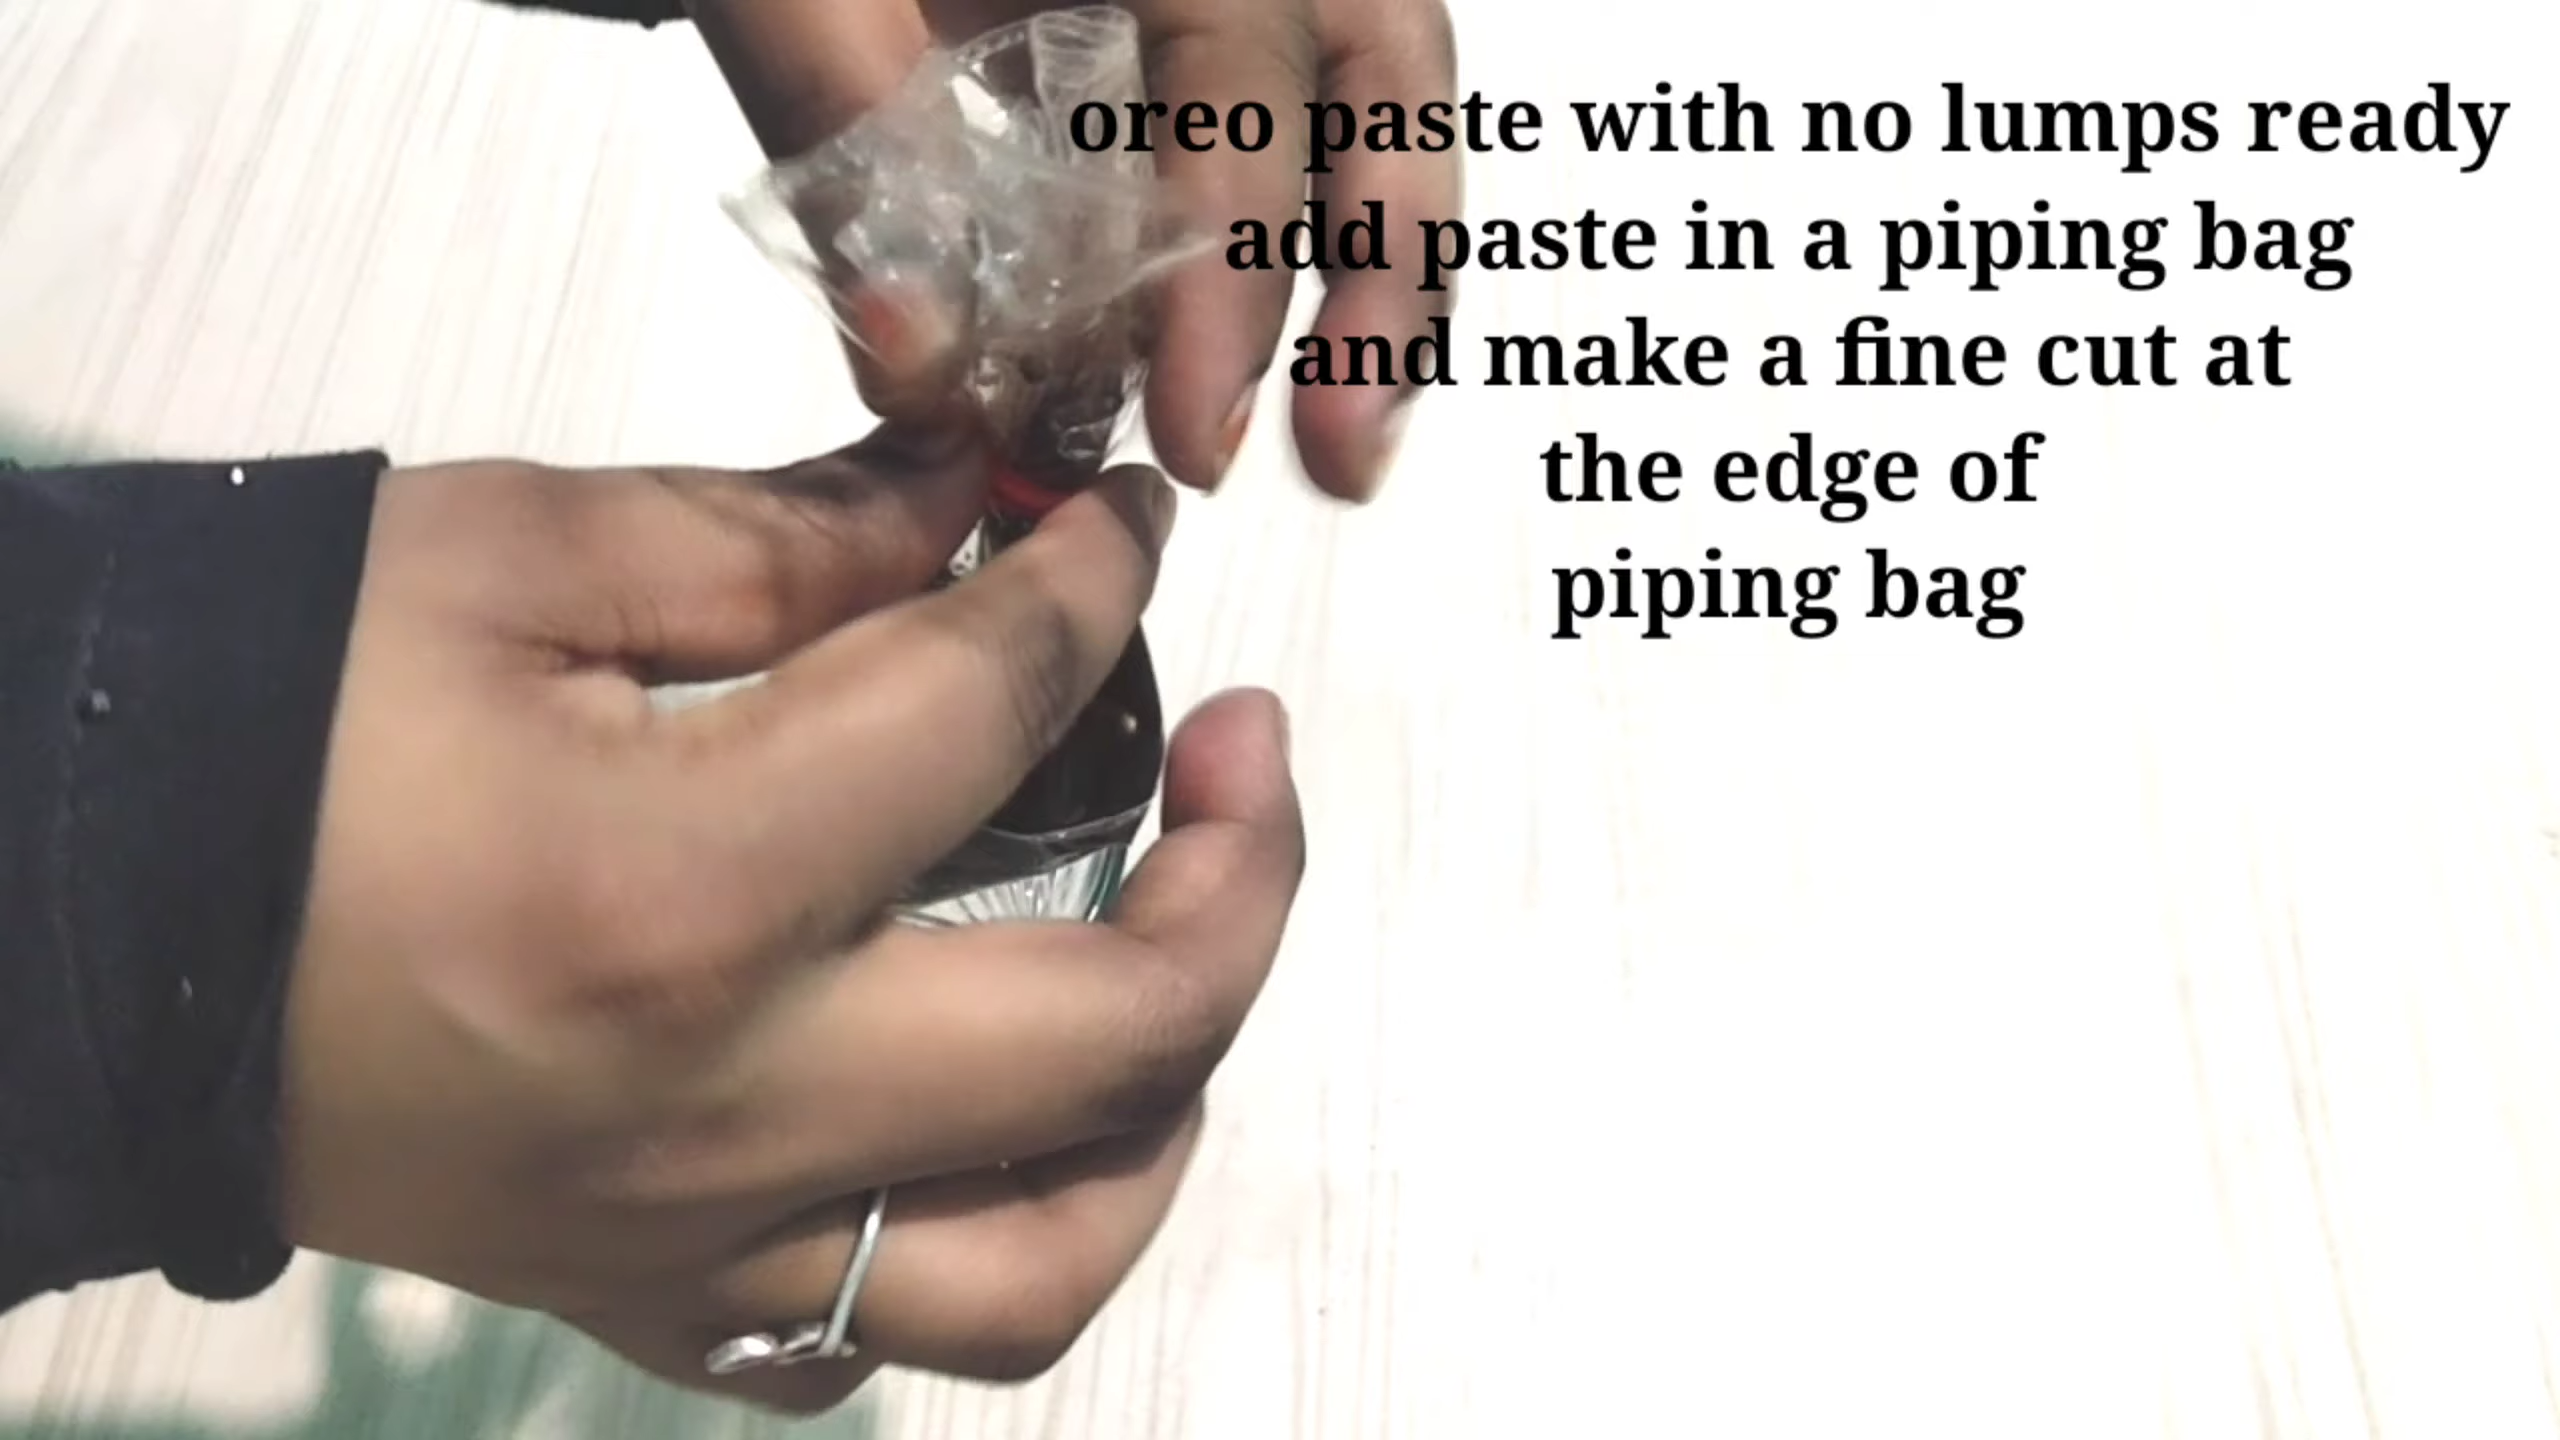 oreo paste with no lumps ready
add paste in a piping bag
and make a fine cut at
the edge of
piping bag